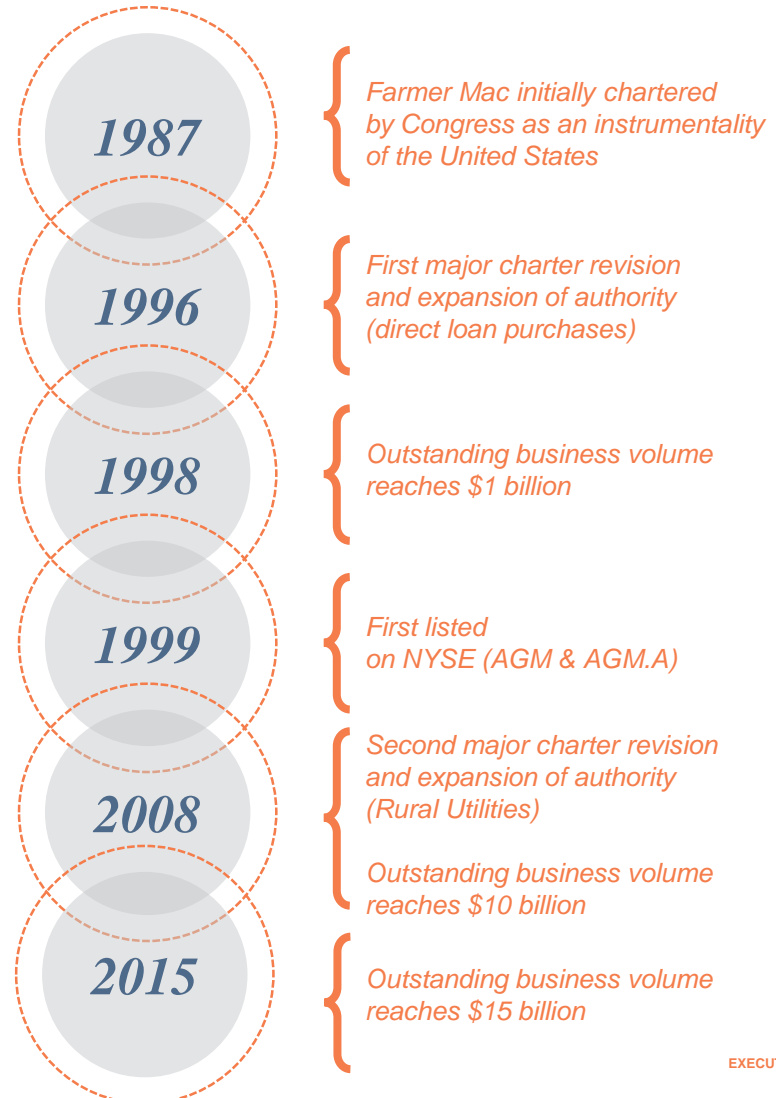 1987
Farmer Mac initially chartered
by Congress as an instrumentality
of the United States
1996
First major charter revision
and expansion of authority
(direct loan purchases)
1998
Outstanding business volume
reaches $1 billion
1999
First listed
on NYSE (AGM & AGM.A)
2008
Second major charter revision
and expansion of authority
(Rural Utilities)
Outstanding business volume
reaches $10 billion
2015
Outstanding business volume
reaches $15 billion
EXECUT